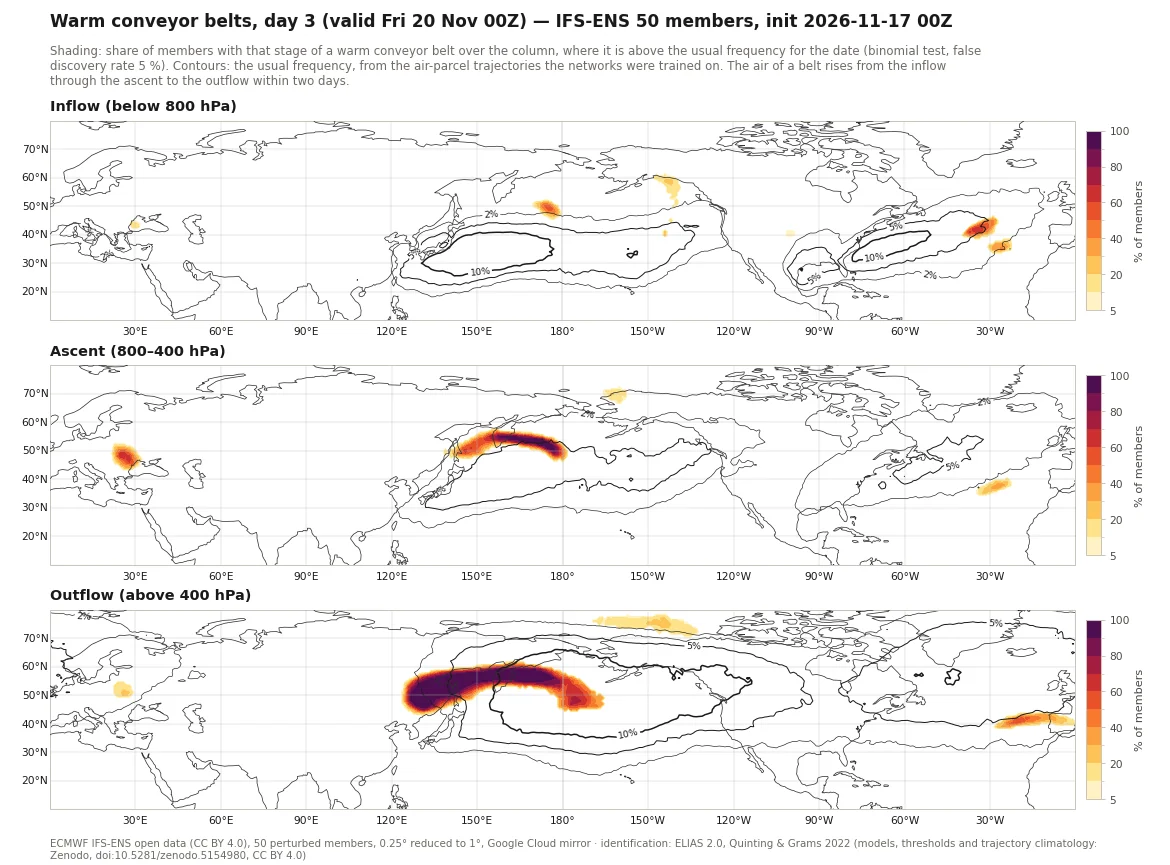 Warm conveyor belts, day 3 (valid Fri 20 Nov 00Z) — IFS-ENS 50 members, init 2026-11-17 00Z
Shading: share of members with that stage of a warm conveyor belt over the column, where it is above the usual frequency for the date (binomial test, false
discovery rate 5 %). Contours: the usual frequency, from the air-parcel trajectories the networks were trained on. The air of a belt rises from the inflow
through the ascent to the outflow within two days.
Inflow (below 800 hPa)
70°N
60°N
50°N
40°N
30°N
20°N
2%
2%
5%
10%
5%
10%
5%
2%
30°E 60°E 90°E 120°E 150°E 180° 150°W 120°W 90°W 60°W 30°W
100
80
60
40
20
5
% of members
Ascent (800–400 hPa)
70°N
60°N
50°N
40°N
30°N
20°N
2%
2%
5%
30°E 60°E 90°E 120°E 150°E 180° 150°W 120°W 90°W 60°W 30°W
100
80
60
40
20
5
% of members
Outflow (above 400 hPa)
70°N
60°N
50°N
40°N
30°N
20°N
2%
5%
10%
5%
30°E 60°E 90°E 120°E 150°E 180° 150°W 120°W 90°W 60°W 30°W
100
80
60
40
20
5
% of members
ECMWF IFS-ENS open data (CC BY 4.0), 50 perturbed members, 0.25° reduced to 1°, Google Cloud mirror · identification: ELIAS 2.0, Quinting & Grams 2022 (models, thresholds and trajectory climatology:
Zenodo, doi:10.5281/zenodo.5154980, CC BY 4.0)